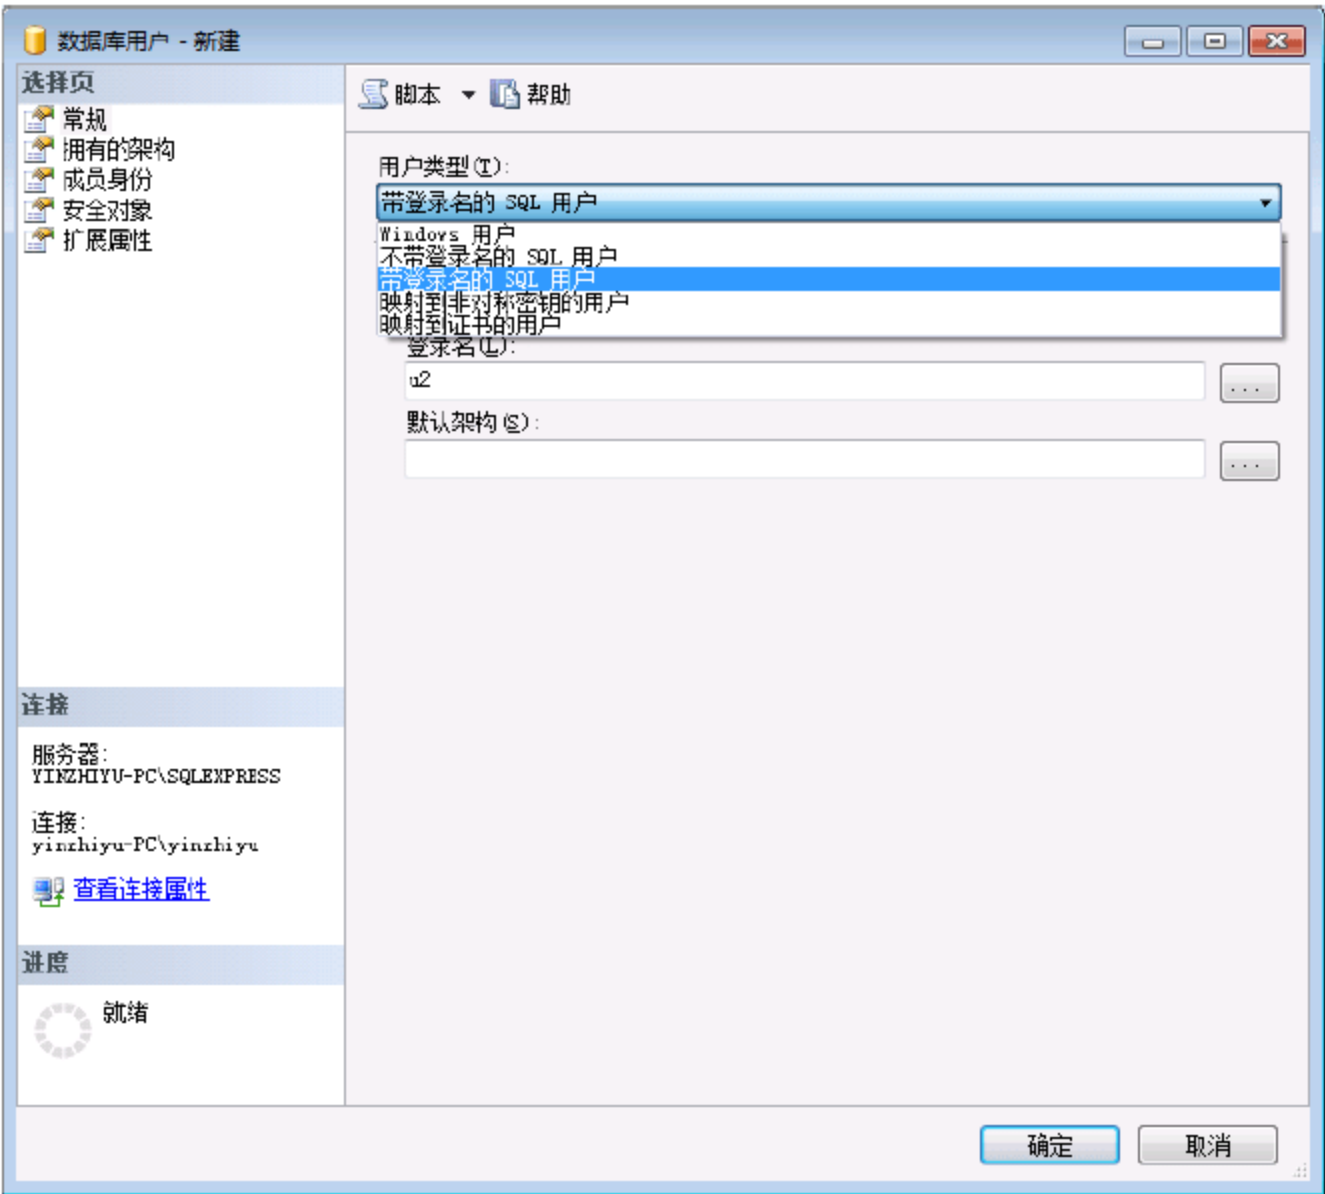 数据库用户 - 新建
选择页
常规
拥有的架构
成员身份
安全对象
扩展属性
脚本
帮助
用户类型(T):
带登录名的 SQL 用户
Windows 用户
不带登录名的 SQL 用户
带登录名的 SQL 用户
映射到非对称密钥的用户
映射到证书的用户
登录名(L):
u2
...
默认架构(S):
...
连接
服务器:
YINZHIYU-PC\SQLEXPRESS
连接:
yinzhiyu-PC\yinzhiyu
查看连接属性
进度
就绪
确定
取消